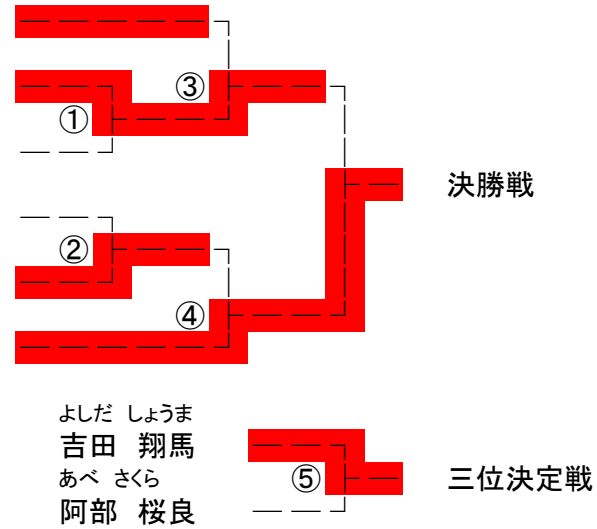 ③
①
決勝戦
②
④
よしだ しょうま
吉田 翔馬
あべ さくら
⑤ 三位決定戦
阿部 桜良